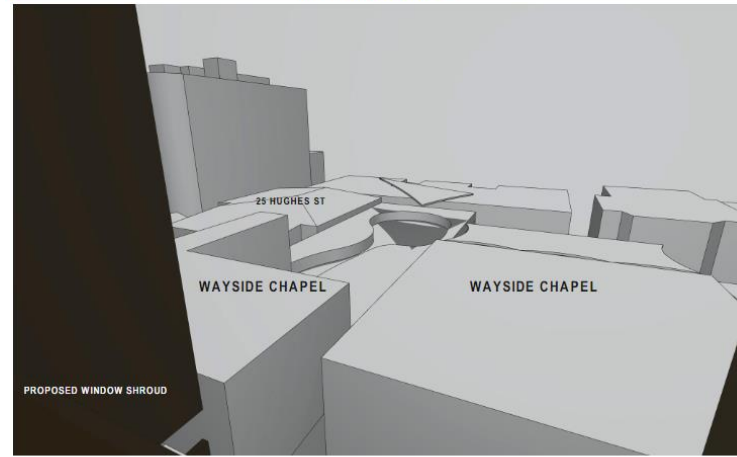 25 HUGHES ST
WAYSIDE CHAPEL
WAYSIDE CHAPEL
PROPOSED WINDOW SHROUD